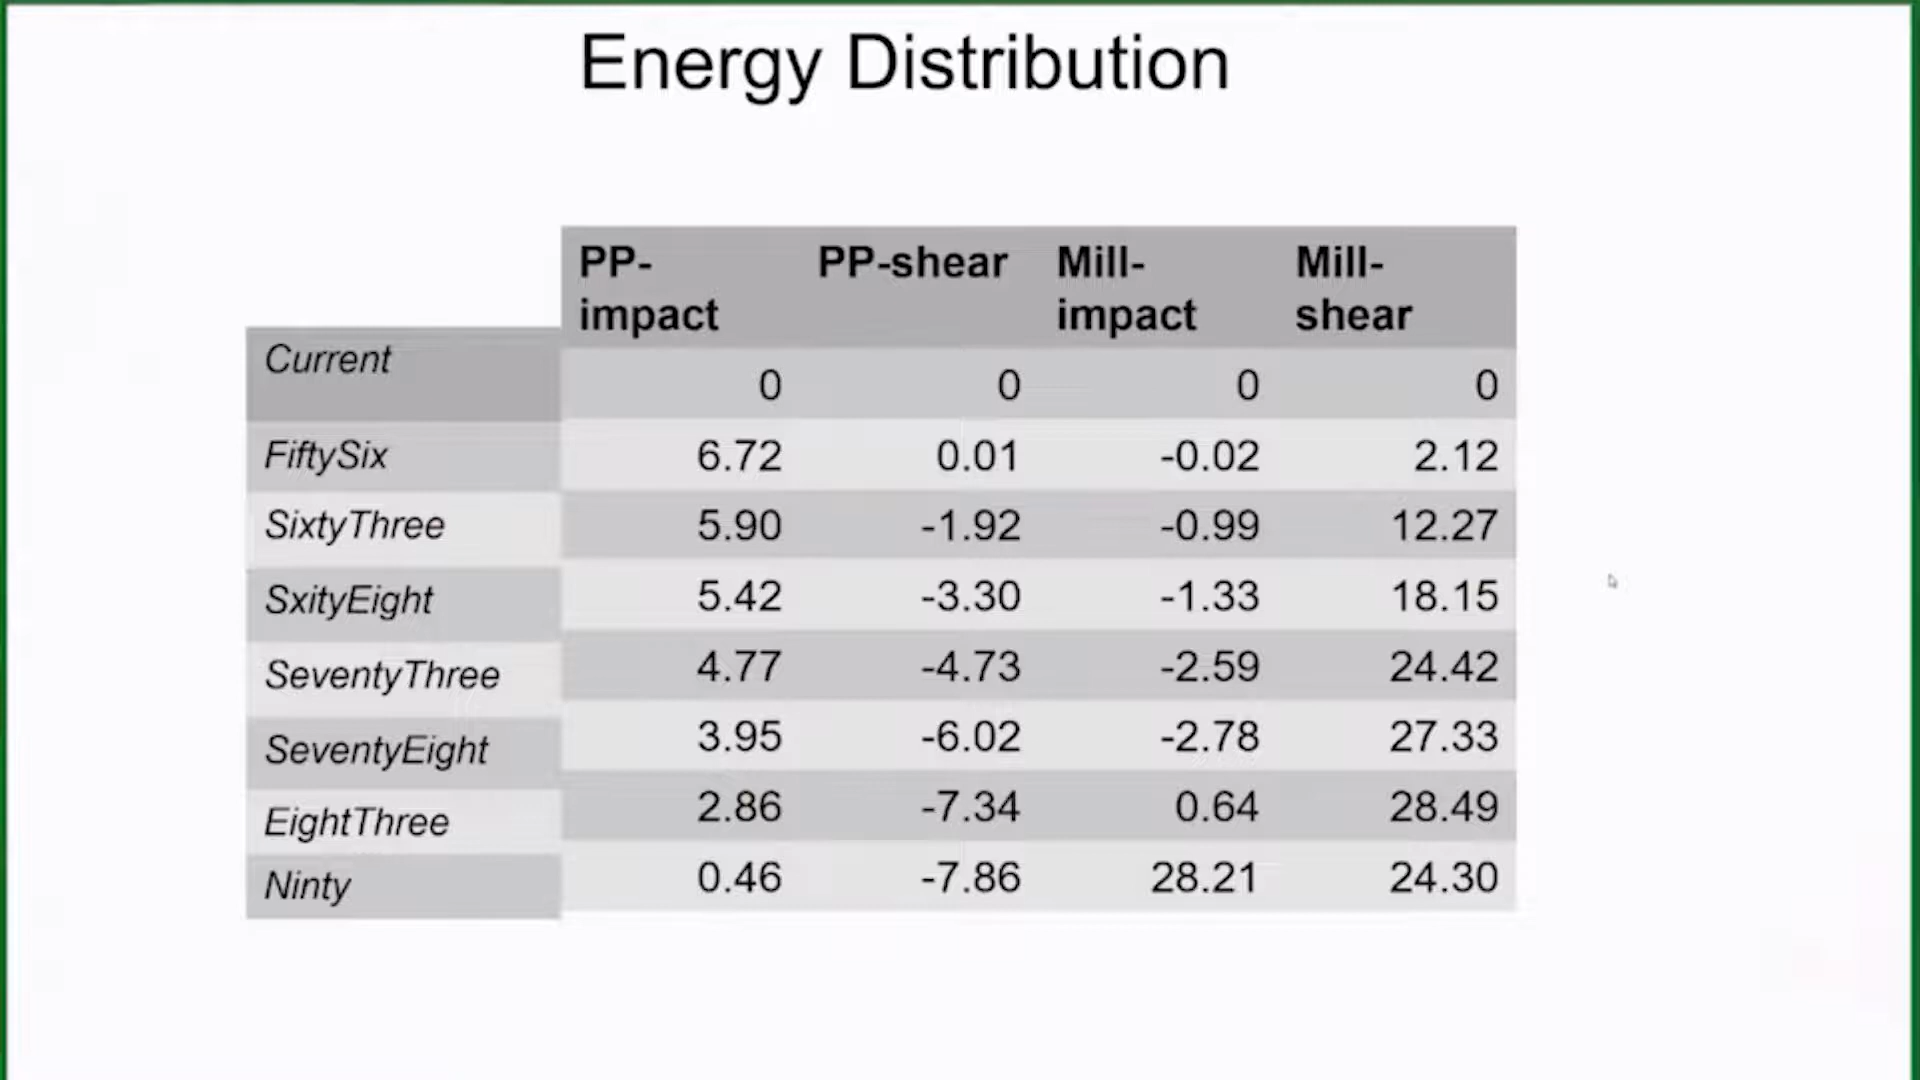 Energy Distribution
PP-impact PP-shear Mill-impact Mill-shear
Current 0 0 0 0
FiftySix 6.72 0.01 -0.02 2.12
SixtyThree 5.90 -1.92 -0.99 12.27
SxityEight 5.42 -3.30 -1.33 18.15
SeventyThree 4.77 -4.73 -2.59 24.42
SeventyEight 3.95 -6.02 -2.78 27.33
EightThree 2.86 -7.34 0.64 28.49
Ninty 0.46 -7.86 28.21 24.30